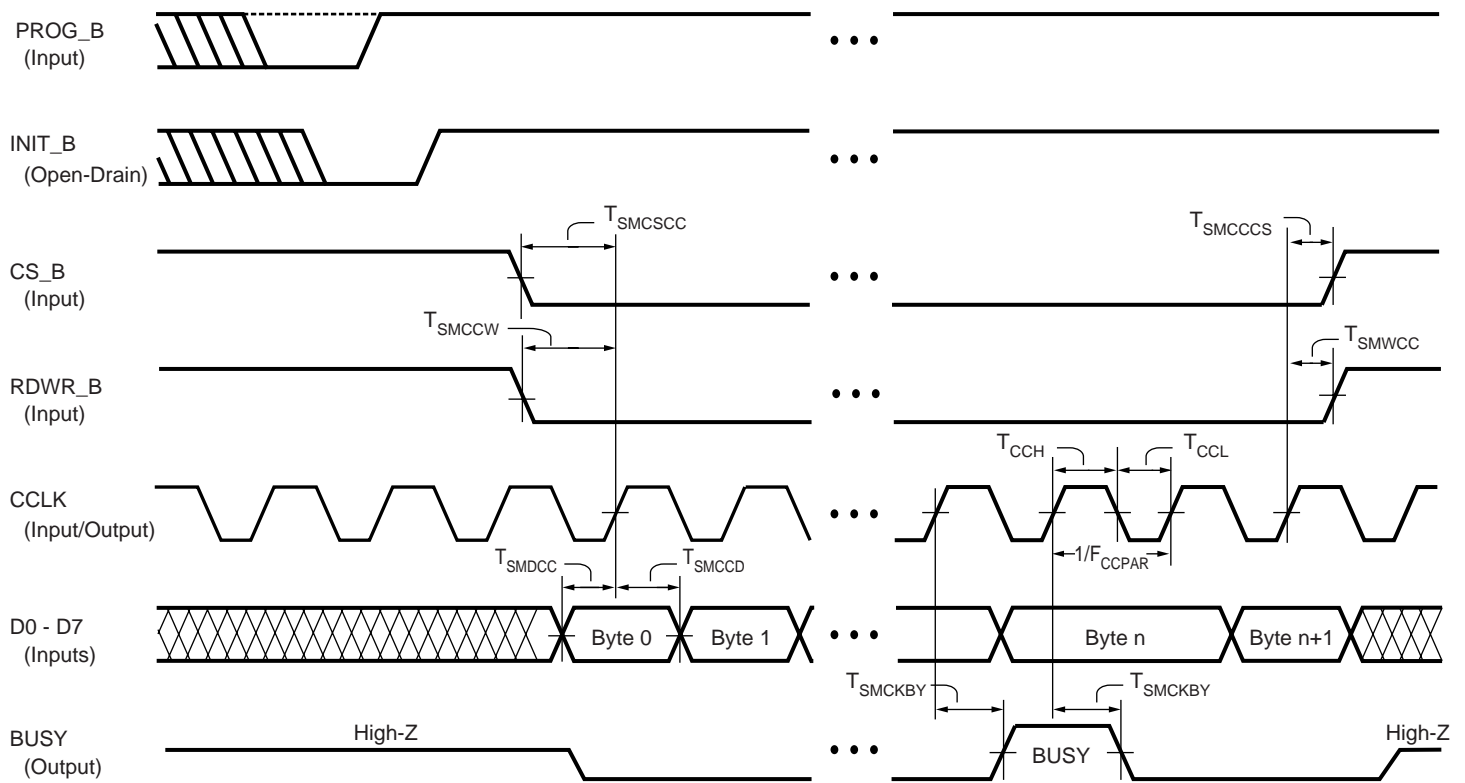 PROG_B
(Input)
INIT_B
(Open-Drain)
TSMCSCC
TSMCCCS
CS_B
(Input)
TSMCCW
TSMWCC
RDWR_B
(Input)
TCCH
TCCL
CCLK
(Input/Output)
TSMDCC
TSMCCD
1/FCCPAR
D0 - D7
(Inputs)
Byte 0
Byte 1
Byte n
Byte n+1
TSMCKBY
TSMCKBY
BUSY
(Output)
High-Z
BUSY
High-Z